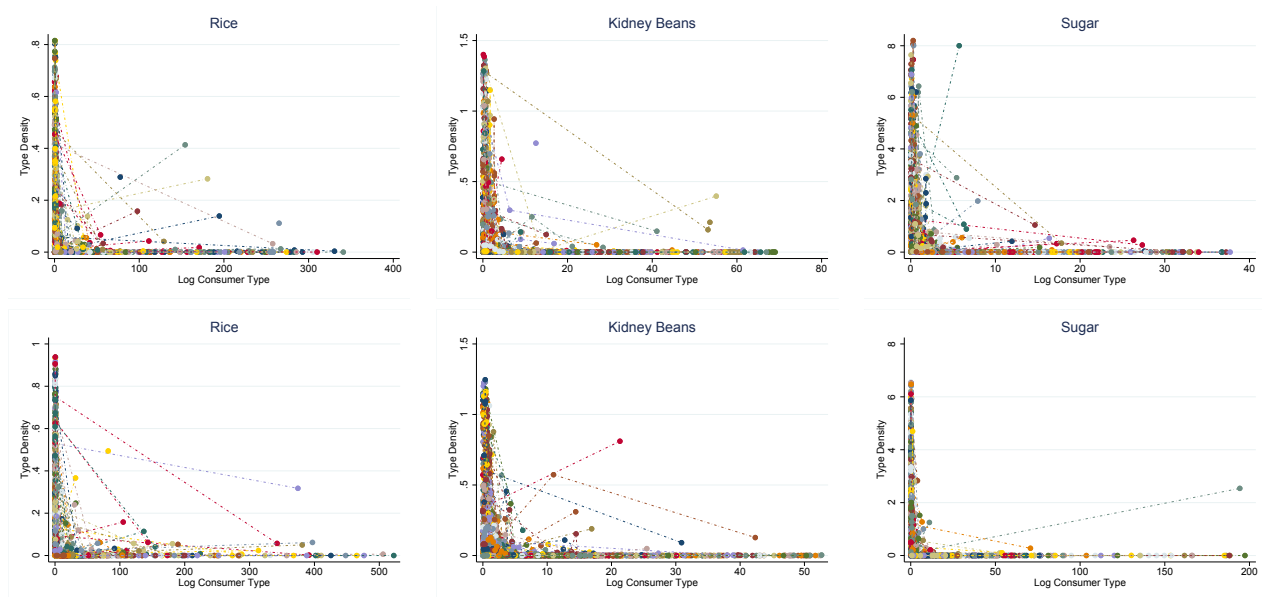 Rice
Kidney Beans
Sugar
Type Density
0 .2 .4 .6 .8
0 100 200 300 400
Log Consumer Type
Type Density
0 .5 1 1.5
0 20 40 60 80
Log Consumer Type
Type Density
0 2 4 6 8
0 10 20 30 40
Log Consumer Type
Rice
Kidney Beans
Sugar
Type Density
0 .2 .4 .6 .8 1
0 100 200 300 400 500
Log Consumer Type
Type Density
0 .5 1 1.5
0 10 20 30 40 50
Log Consumer Type
Type Density
0 2 4 6 8
0 50 100 150 200
Log Consumer Type